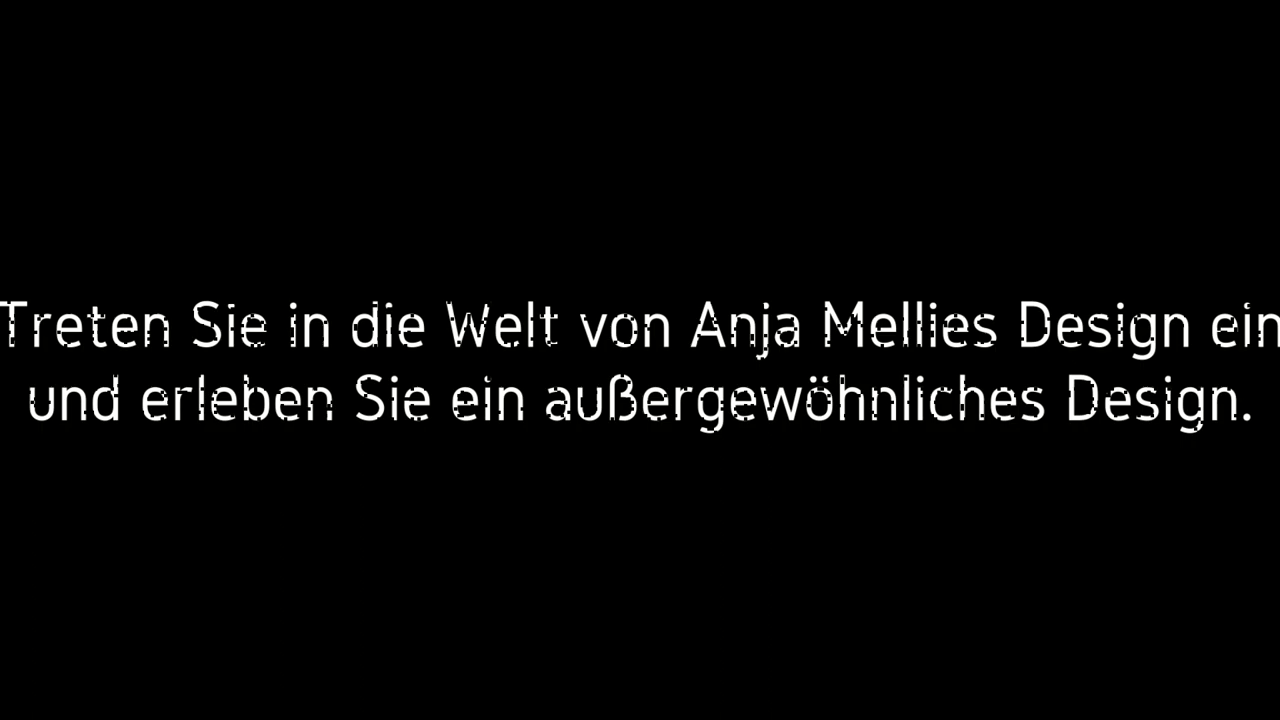 Treten Sie in die Welt von Anja Mellies Design ein
und erleben Sie ein außergewöhnliches Design.